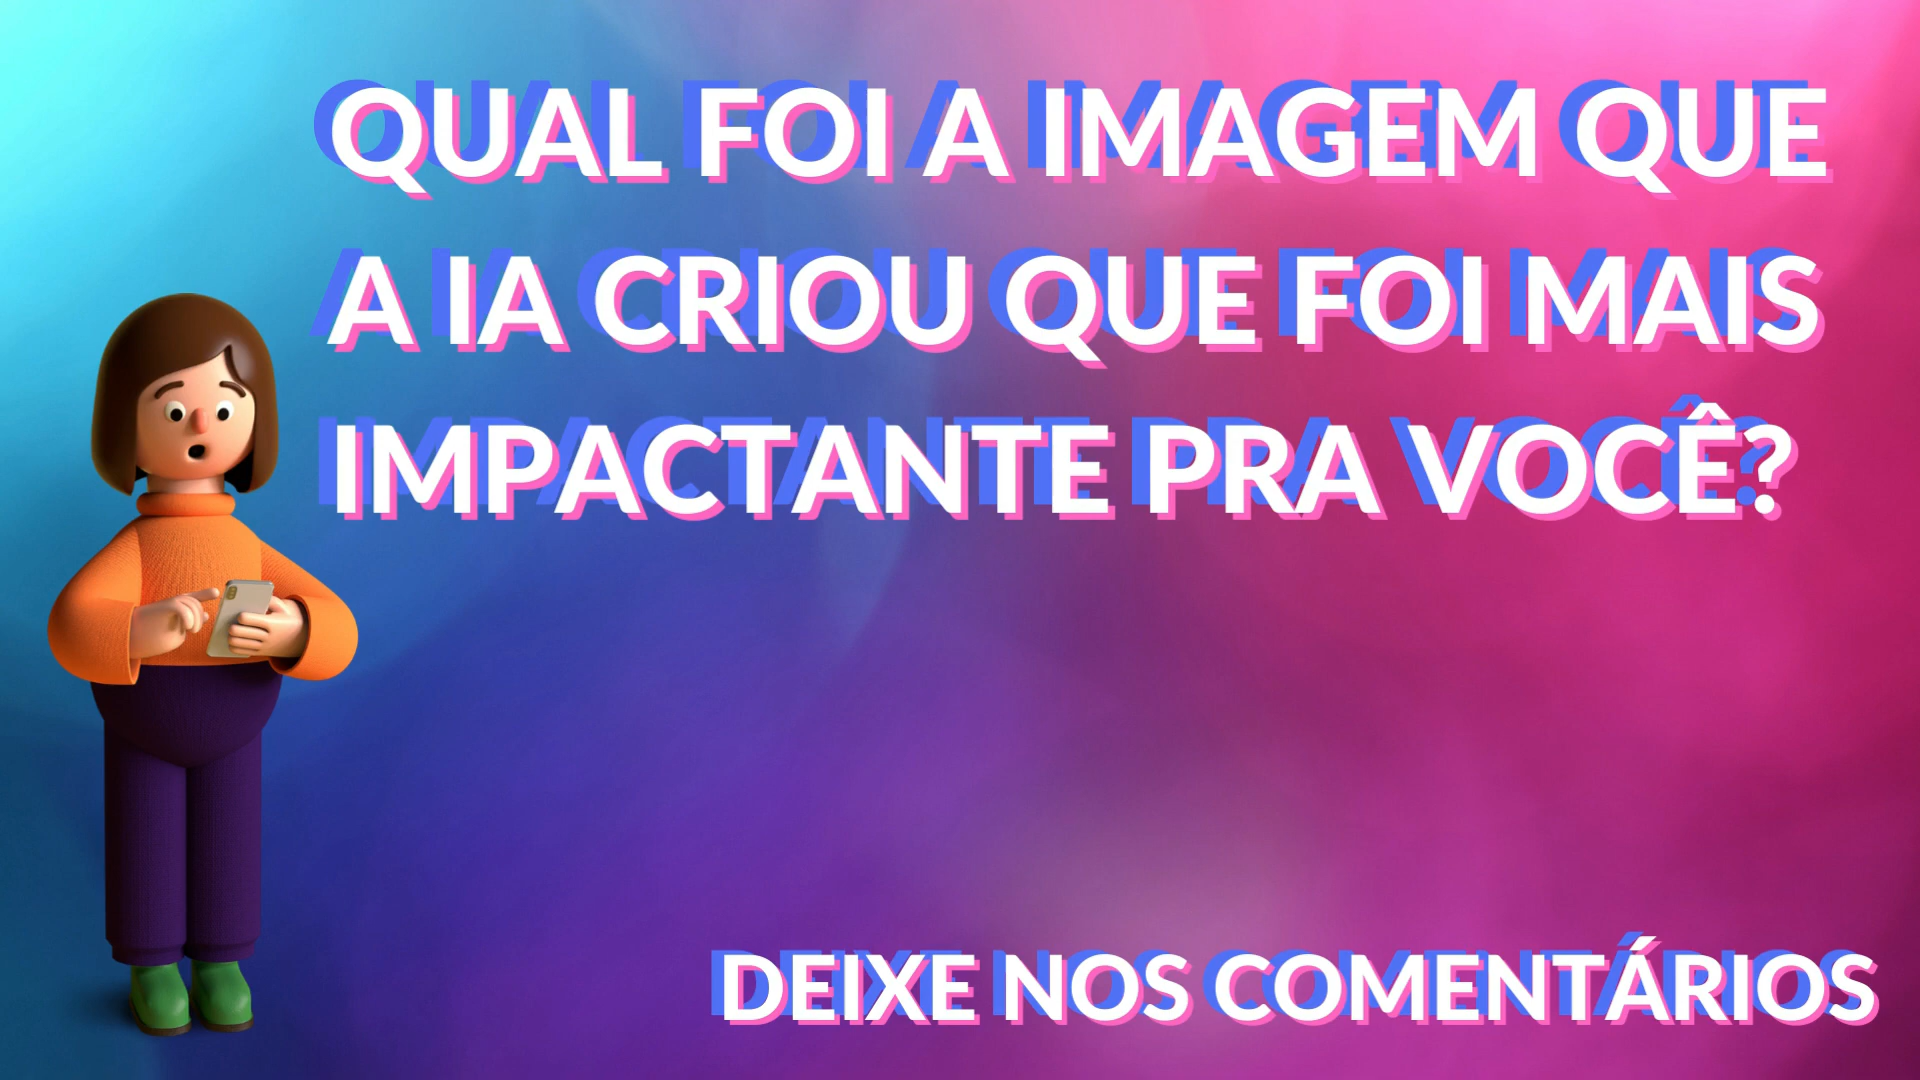 QUAL FOI A IMAGEM QUE
A IA CRIOU QUE FOI MAIS
IMPACTANTE PRA VOCÊ?
DEIXE NOS COMENTÁRIOS